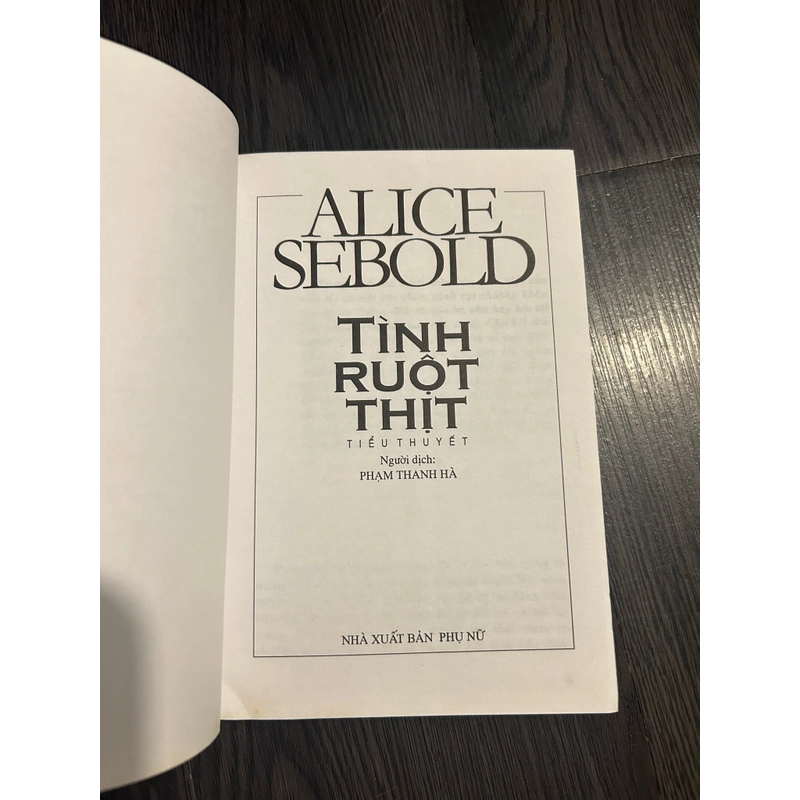 ALICE
SEBOLD
TÌNH
RUỘT
THỊT
TIỂU THUYẾT
Người dịch:
PHẠM THANH HÀ
NHÀ XUẤT BẢN PHỤ NỮ